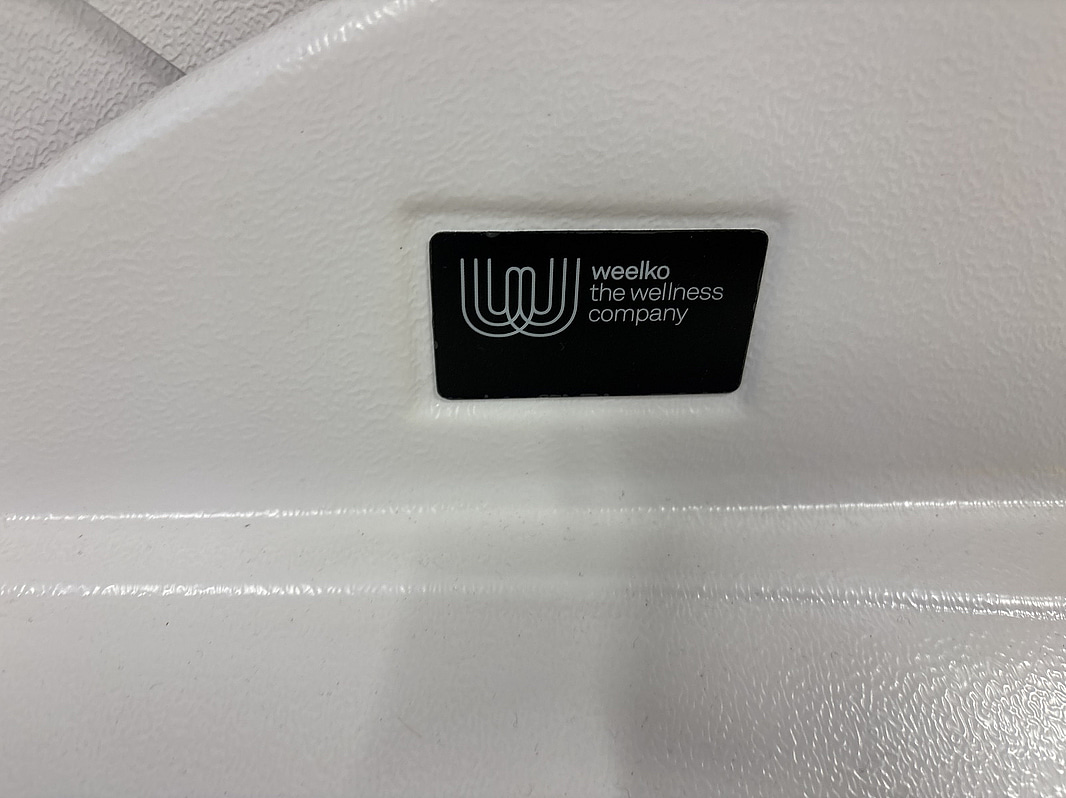 weelko
the wellness
company